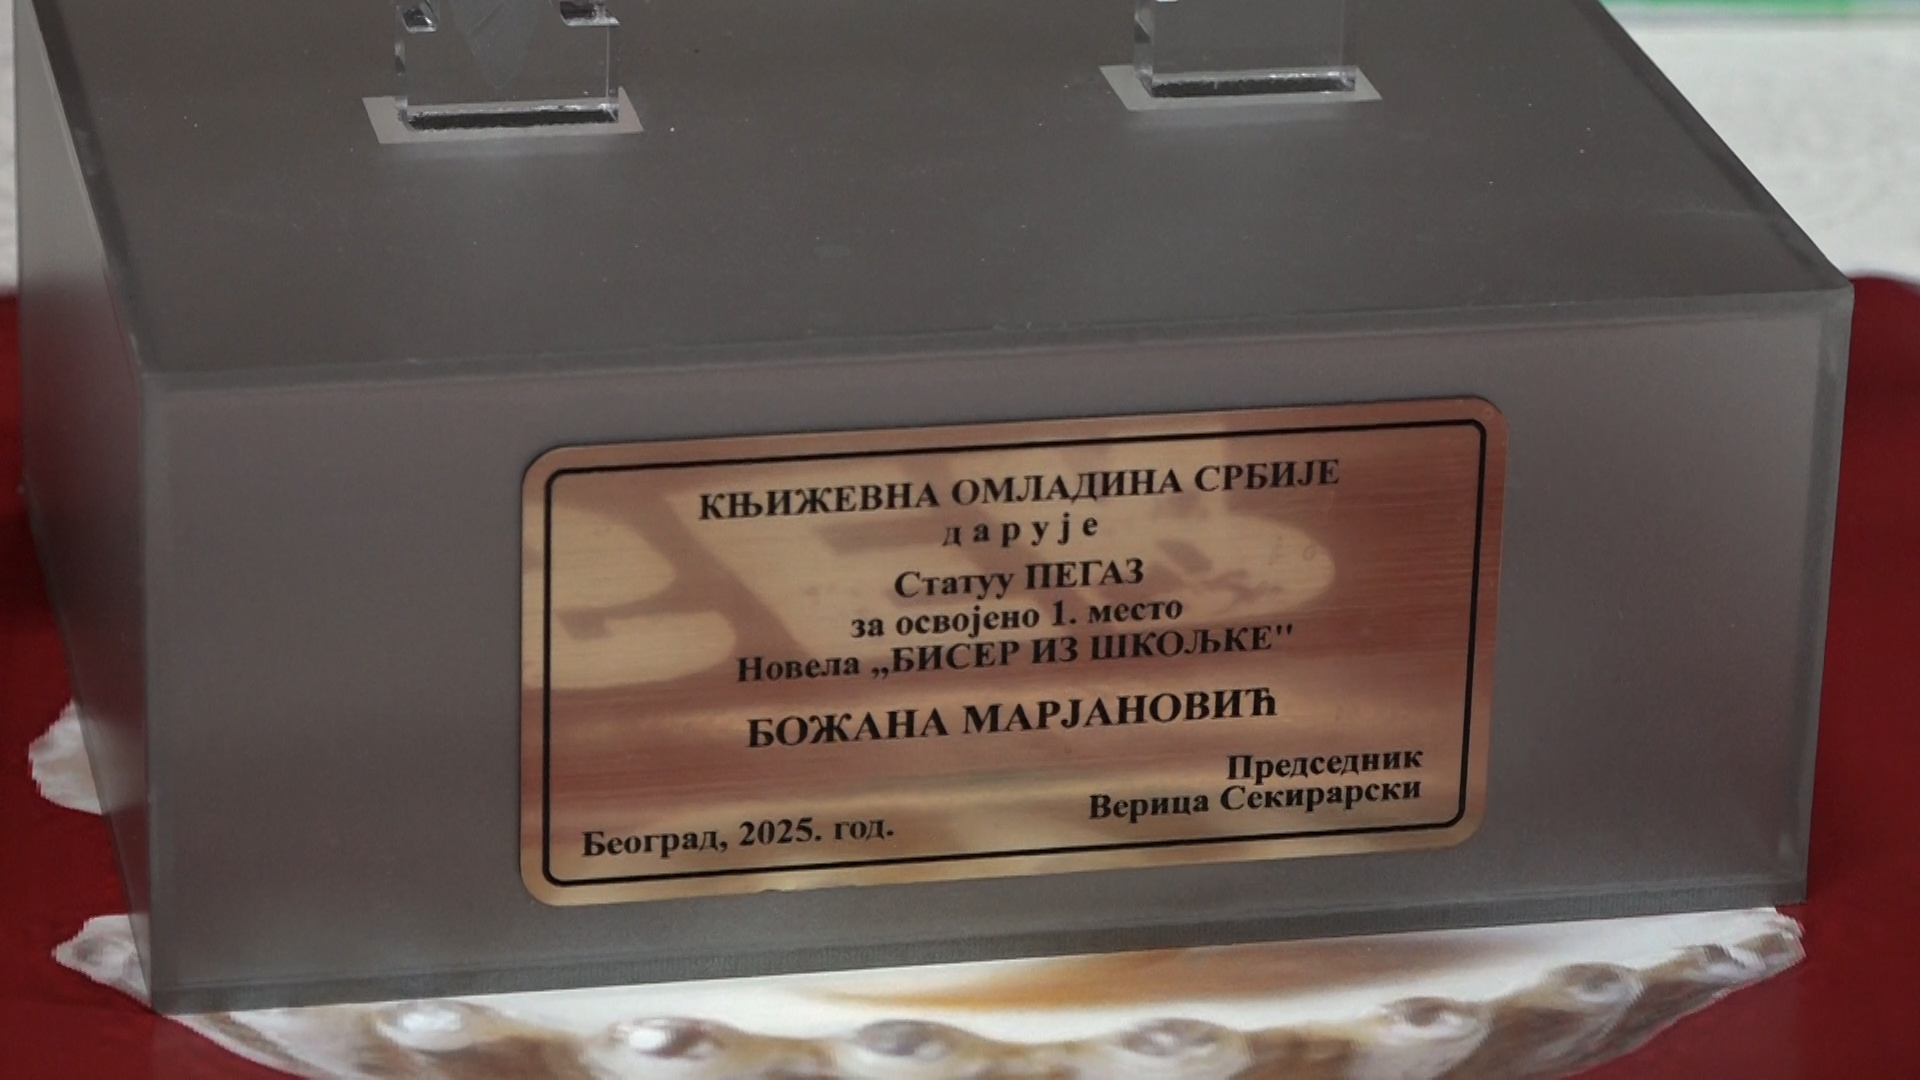 КЊИЖЕВНА ОМЛАДИНА СРБИЈЕ
д а р у ј е
Статуу ПЕГАЗ
за освојено 1. место
Новела „БИСЕР ИЗ ШКОЉКЕ"
БОЖАНА МАРЈАНОВИЋ
Председник
Верица Секирарски
Београд, 2025. год.